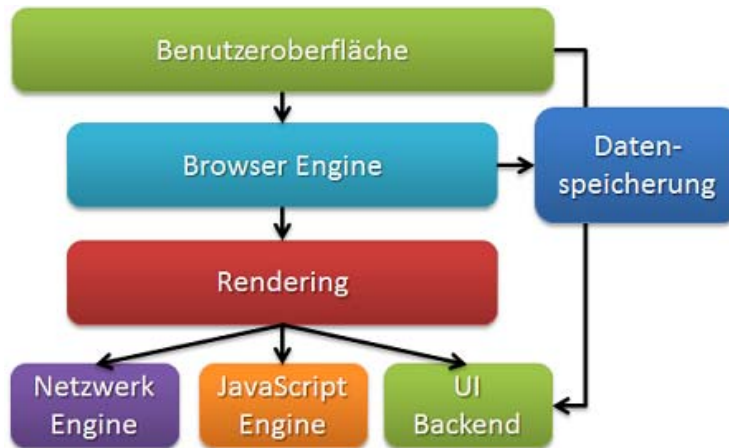 Benutzeroberfläche
Browser Engine
Daten-
speicherung
Rendering
Netzwerk
Engine
JavaScript
Engine
UI
Backend